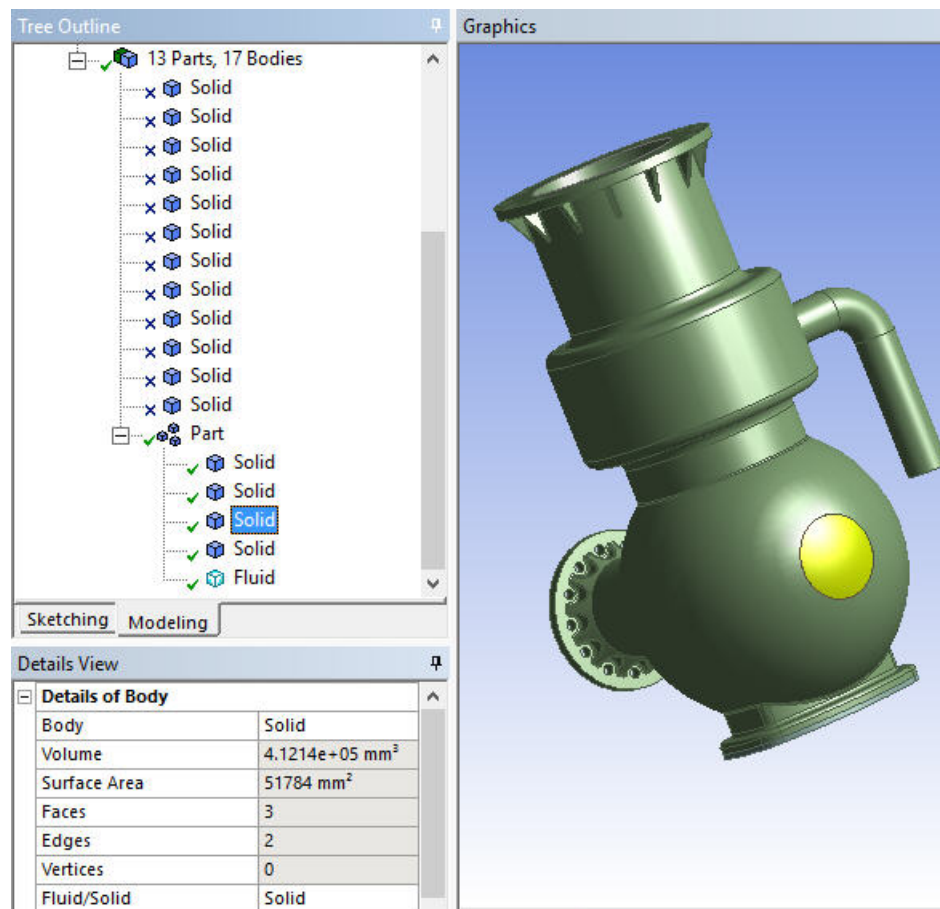 Tree Outline
Graphics
13 Parts, 17 Bodies
Solid
Solid
Solid
Solid
Solid
Solid
Solid
Solid
Solid
Solid
Solid
Solid
Part
Solid
Solid
Solid
Solid
Fluid
Sketching Modeling
Details View
Details of Body
Body Solid
Volume 4.1214e+05 mm³
Surface Area 51784 mm²
Faces 3
Edges 2
Vertices 0
Fluid/Solid Solid